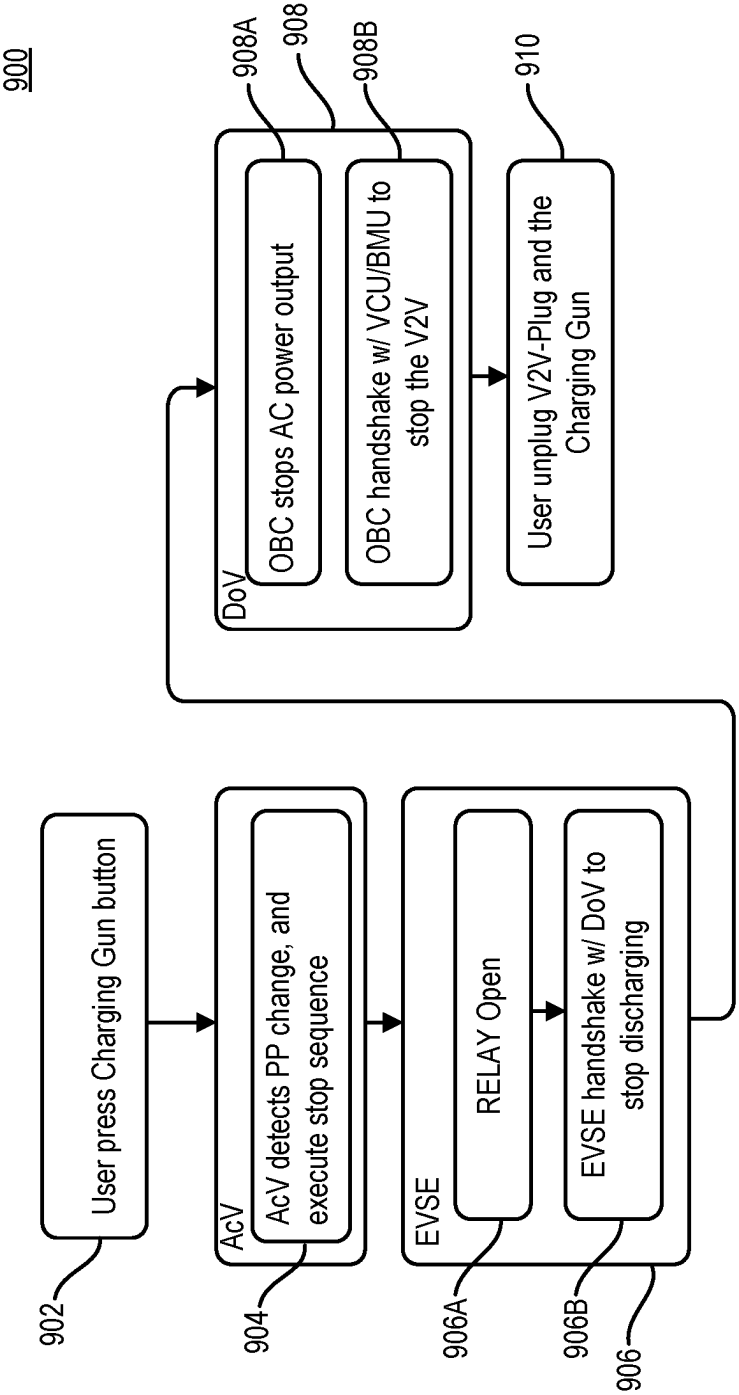 900
902
User press Charging Gun button
AcV
904
AcV detects PP change, and
execute stop sequence
EVSE
906A
RELAY Open
906B
EVSE handshake w/ DoV to
stop discharging
906
DoV
908A
OBC stops AC power output
908
908B
OBC handshake w/ VCU/BMU to
stop the V2V
910
User unplug V2V-Plug and the
Charging Gun